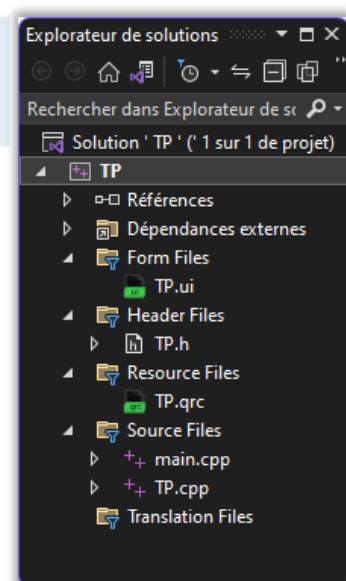 Explorateur de solutions
Rechercher dans Explorateur de sc
Solution ' TP ' (' 1 sur 1 de projet)
TP
Références
Dépendances externes
Form Files
TP.ui
Header Files
TP.h
Resource Files
TP.qrc
Source Files
main.cpp
TP.cpp
Translation Files